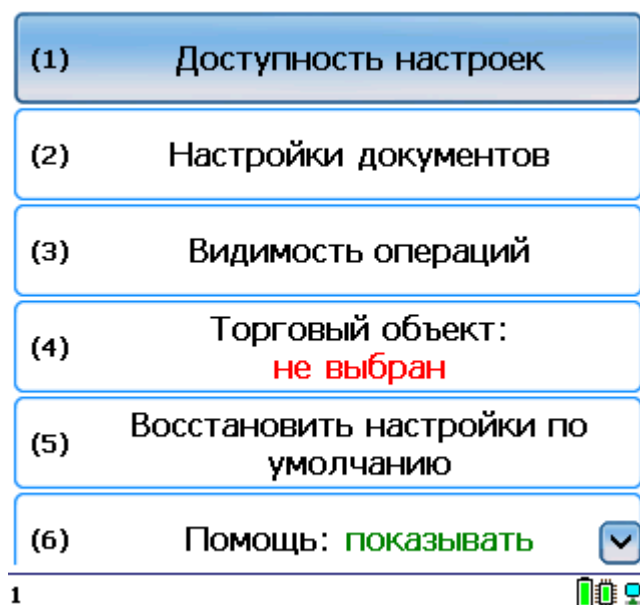 (1) Доступность настроек
(2) Настройки документов
(3) Видимость операций
(4) Торговый объект:
не выбран
(5) Восстановить настройки по
умолчанию
(6) Помощь: показывать
1